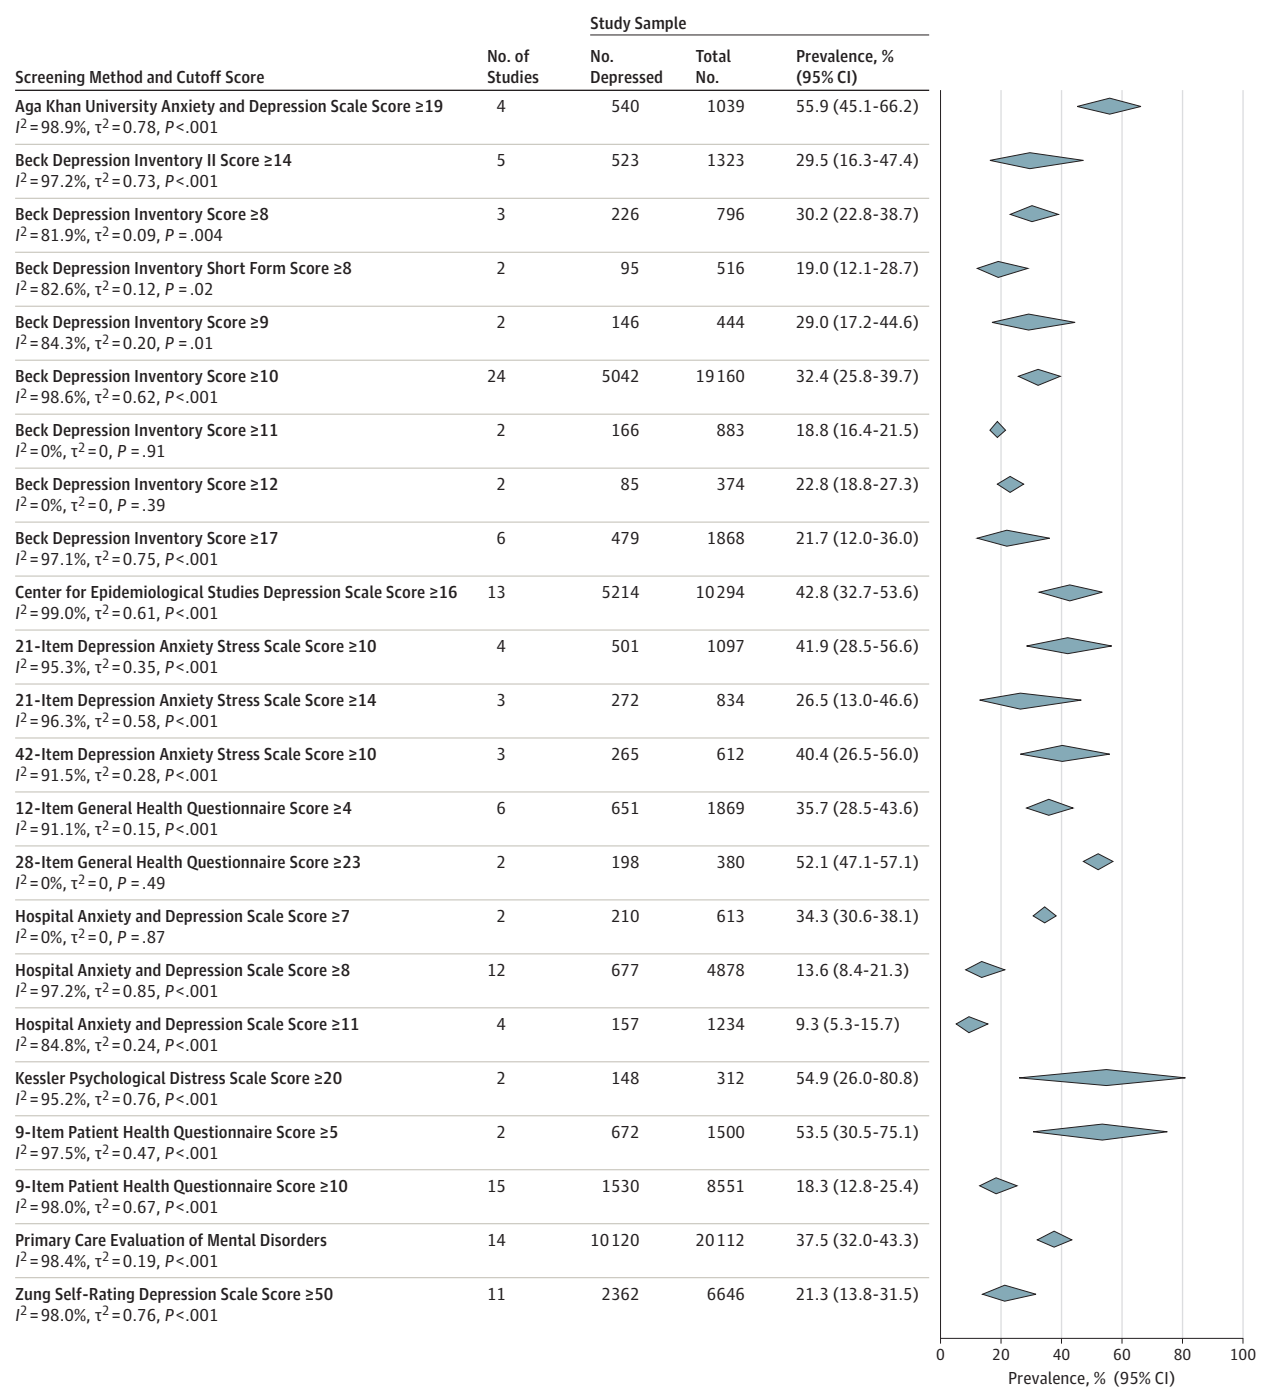 Study Sample
Screening Method and Cutoff Score No. of Studies No. Depressed Total No. Prevalence, % (95% CI)
Aga Khan University Anxiety and Depression Scale Score ≥19 4 540 1039 55.9 (45.1-66.2)
I²=98.9%, τ²=0.78, P<.001
Beck Depression Inventory II Score ≥14 5 523 1323 29.5 (16.3-47.4)
I²=97.2%, τ²=0.73, P<.001
Beck Depression Inventory Score ≥8 3 226 796 30.2 (22.8-38.7)
I²=81.9%, τ²=0.09, P=.004
Beck Depression Inventory Short Form Score ≥8 2 95 516 19.0 (12.1-28.7)
I²=82.6%, τ²=0.12, P=.02
Beck Depression Inventory Score ≥9 2 146 444 29.0 (17.2-44.6)
I²=84.3%, τ²=0.20, P=.01
Beck Depression Inventory Score ≥10 24 5042 19160 32.4 (25.8-39.7)
I²=98.6%, τ²=0.62, P<.001
Beck Depression Inventory Score ≥11 2 166 883 18.8 (16.4-21.5)
I²=0%, τ²=0, P=.91
Beck Depression Inventory Score ≥12 2 85 374 22.8 (18.8-27.3)
I²=0%, τ²=0, P=.39
Beck Depression Inventory Score ≥17 6 479 1868 21.7 (12.0-36.0)
I²=97.1%, τ²=0.75, P<.001
Center for Epidemiological Studies Depression Scale Score ≥16 13 5214 10294 42.8 (32.7-53.6)
I²=99.0%, τ²=0.61, P<.001
21-Item Depression Anxiety Stress Scale Score ≥10 4 501 1097 41.9 (28.5-56.6)
I²=95.3%, τ²=0.35, P<.001
21-Item Depression Anxiety Stress Scale Score ≥14 3 272 834 26.5 (13.0-46.6)
I²=96.3%, τ²=0.58, P<.001
42-Item Depression Anxiety Stress Scale Score ≥10 3 265 612 40.4 (26.5-56.0)
I²=91.5%, τ²=0.28, P<.001
12-Item General Health Questionnaire Score ≥4 6 651 1869 35.7 (28.5-43.6)
I²=91.1%, τ²=0.15, P<.001
28-Item General Health Questionnaire Score ≥23 2 198 380 52.1 (47.1-57.1)
I²=0%, τ²=0, P=.49
Hospital Anxiety and Depression Scale Score ≥7 2 210 613 34.3 (30.6-38.1)
I²=0%, τ²=0, P=.87
Hospital Anxiety and Depression Scale Score ≥8 12 677 4878 13.6 (8.4-21.3)
I²=97.2%, τ²=0.85, P<.001
Hospital Anxiety and Depression Scale Score ≥11 4 157 1234 9.3 (5.3-15.7)
I²=84.8%, τ²=0.24, P<.001
Kessler Psychological Distress Scale Score ≥20 2 148 312 54.9 (26.0-80.8)
I²=95.2%, τ²=0.76, P<.001
9-Item Patient Health Questionnaire Score ≥5 2 672 1500 53.5 (30.5-75.1)
I²=97.5%, τ²=0.47, P<.001
9-Item Patient Health Questionnaire Score ≥10 15 1530 8551 18.3 (12.8-25.4)
I²=98.0%, τ²=0.67, P<.001
Primary Care Evaluation of Mental Disorders 14 10120 20112 37.5 (32.0-43.3)
I²=98.4%, τ²=0.19, P<.001
Zung Self-Rating Depression Scale Score ≥50 11 2362 6646 21.3 (13.8-31.5)
I²=98.0%, τ²=0.76, P<.001
0 20 40 60 80 100
Prevalence, % (95% CI)